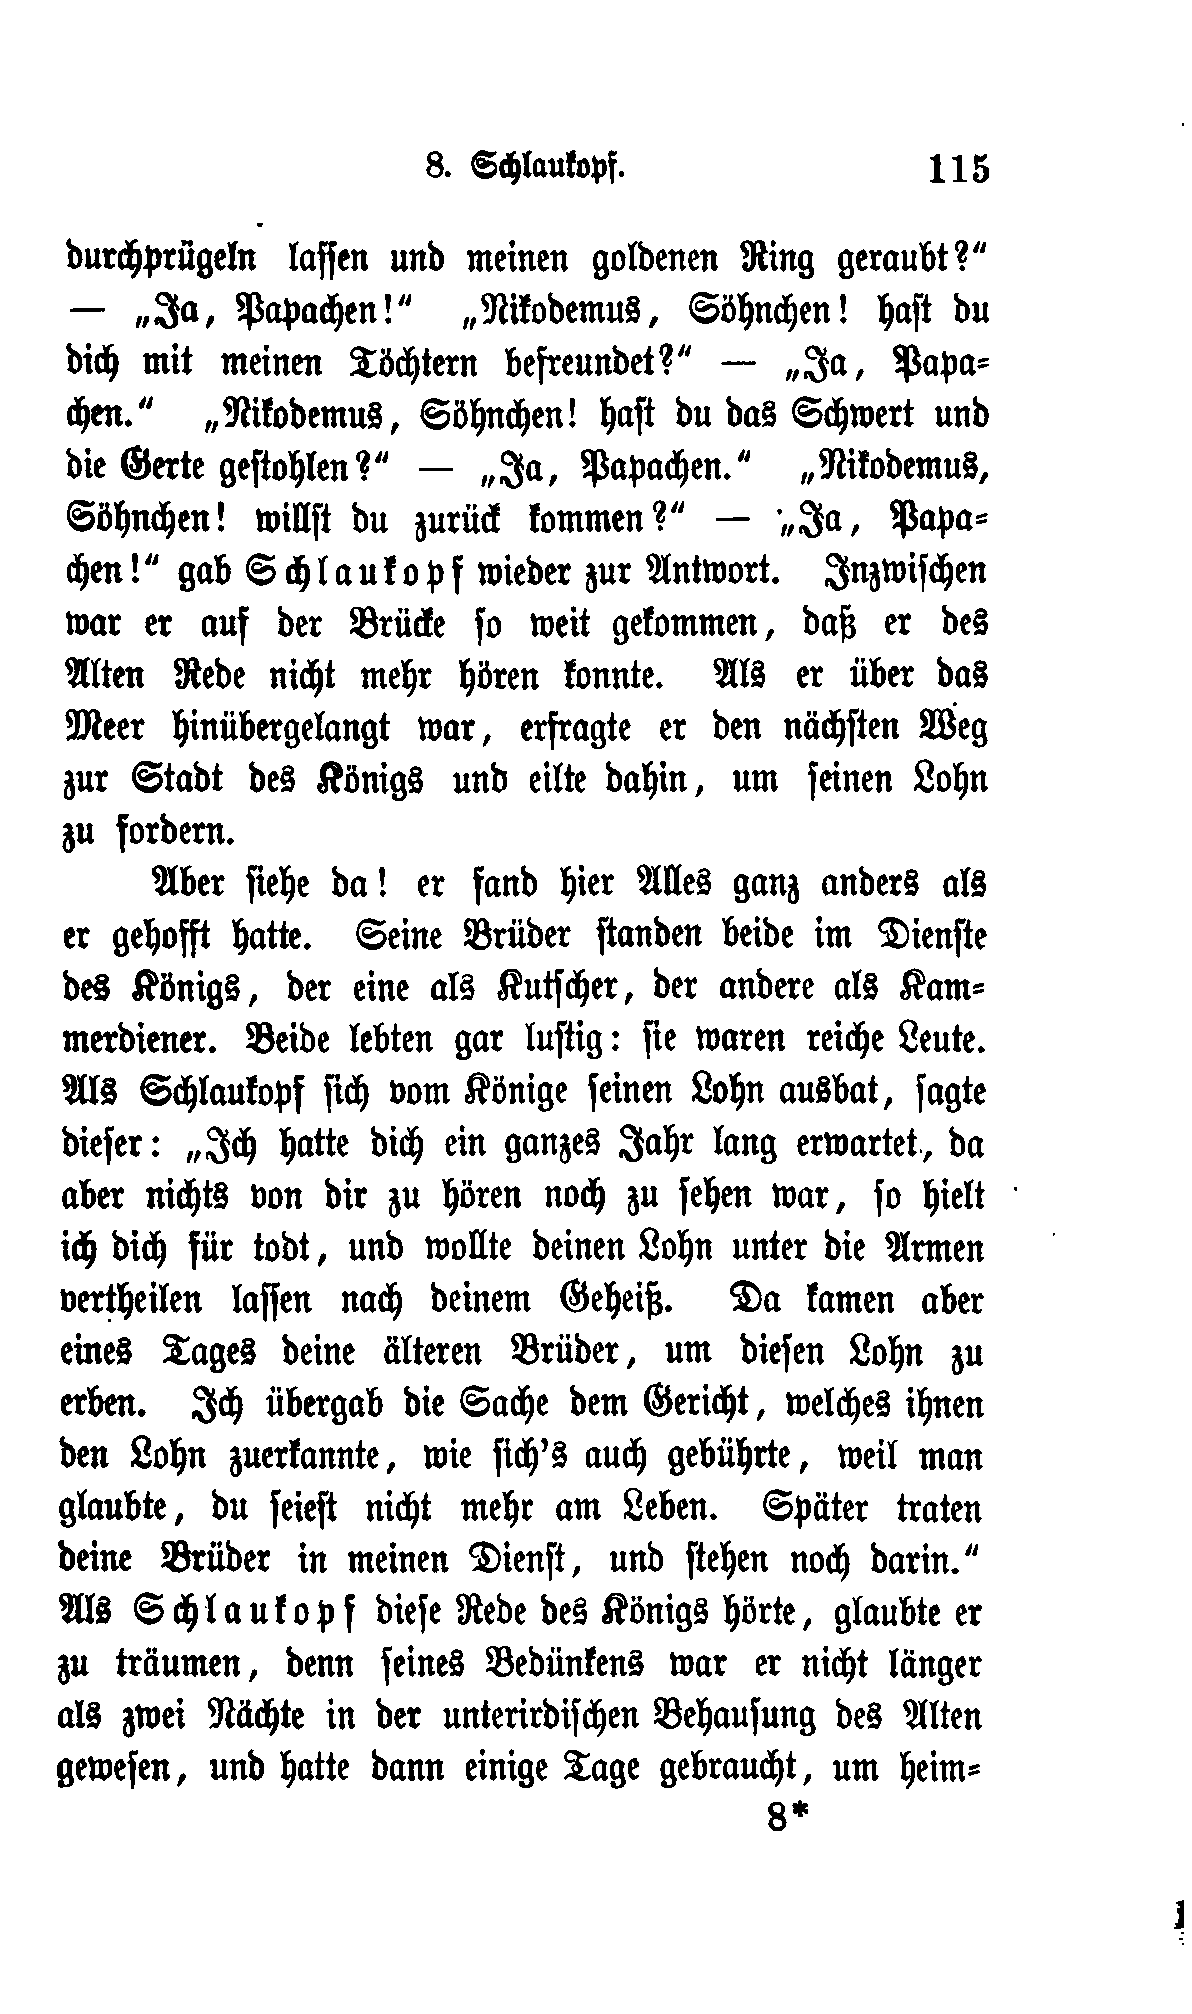 8. Schlaukopf. 115
durchprügeln lassen und meinen goldenen Ring geraubt?“
— „Ja, Papachen!“ „Nikodemus, Söhnchen! hast du
dich mit meinen Töchtern befreundet?“ — „Ja, Papa-
chen.“ „Nikodemus, Söhnchen! hast du das Schwert und
die Gerte gestohlen?“ — „Ja, Papachen.“ „Nikodemus,
Söhnchen! willst du zurück kommen?“ — „Ja, Papa-
chen!“ gab Schlaukopf wieder zur Antwort. Inzwischen
war er auf der Brücke so weit gekommen, daß er des
Alten Rede nicht mehr hören konnte. Als er über das
Meer hinübergelangt war, erfragte er den nächsten Weg
zur Stadt des Königs und eilte dahin, um seinen Lohn
zu fordern.
Aber siehe da! er fand hier Alles ganz anders als
er gehofft hatte. Seine Brüder standen beide im Dienste
des Königs, der eine als Kutscher, der andere als Kam-
merdiener. Beide lebten gar lustig: sie waren reiche Leute.
Als Schlaukopf sich vom Könige seinen Lohn ausbat, sagte
dieser: „Ich hatte dich ein ganzes Jahr lang erwartet, da
aber nichts von dir zu hören noch zu sehen war, so hielt
ich dich für todt, und wollte deinen Lohn unter die Armen
vertheilen lassen nach deinem Geheiß. Da kamen aber
eines Tages deine älteren Brüder, um diesen Lohn zu
erben. Ich übergab die Sache dem Gericht, welches ihnen
den Lohn zuerkannte, wie sich's auch gebührte, weil man
glaubte, du seiest nicht mehr am Leben. Später traten
deine Brüder in meinen Dienst, und stehen noch darin.“
Als Schlaukopf diese Rede des Königs hörte, glaubte er
zu träumen, denn seines Bedünkens war er nicht länger
als zwei Nächte in der unterirdischen Behausung des Alten
gewesen, und hatte dann einige Tage gebraucht, um heim-
8*